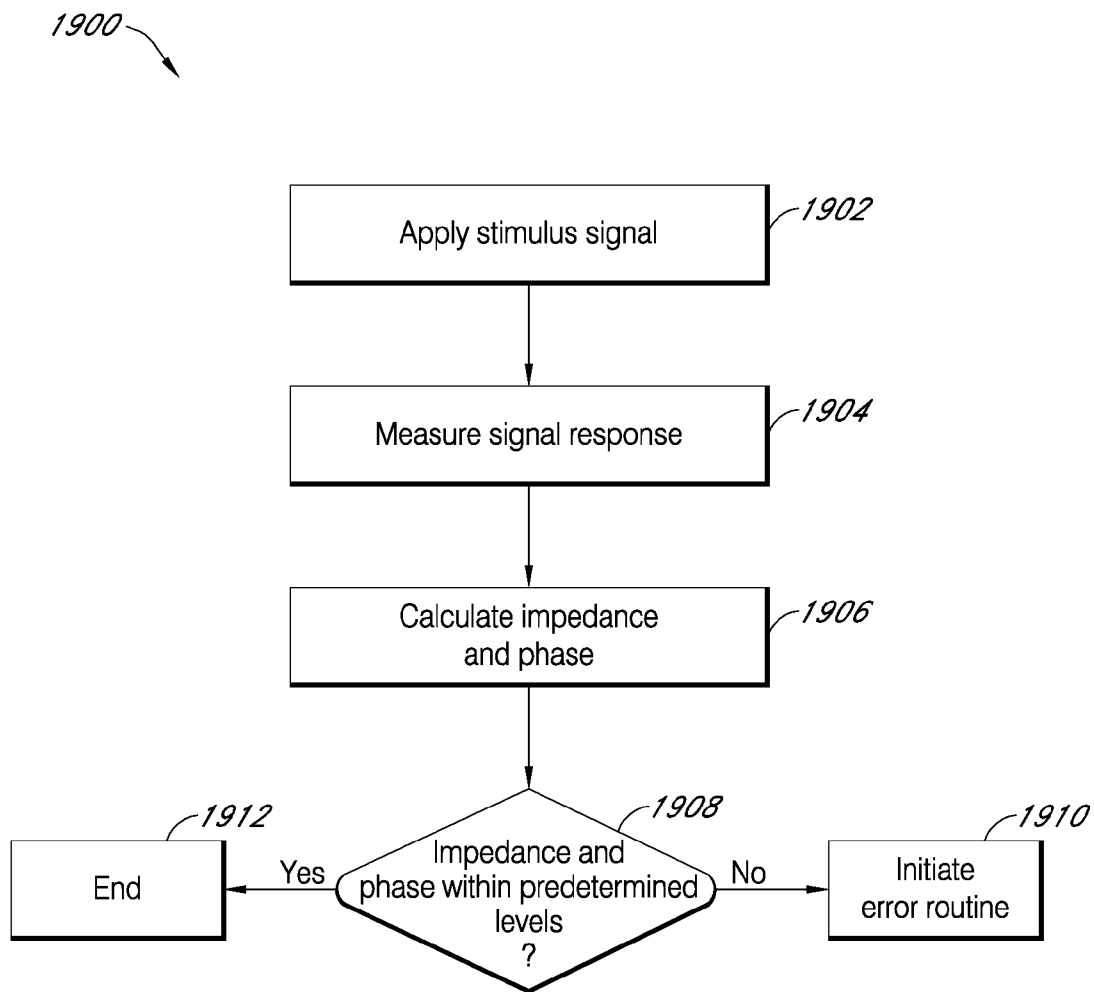 1900
Apply stimulus signal
1902
Measure signal response
1904
Calculate impedance
and phase
1906
1908
Impedance and
phase within predetermined
levels
?
Yes
1912
End
No
1910
Initiate
error routine